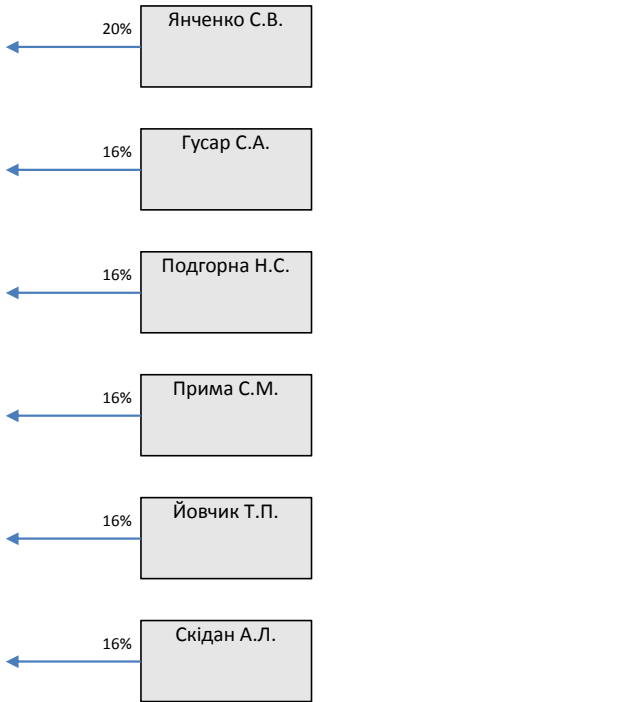 20%
Янченко С.В.
16%
Гусар С.А.
16%
Подгорна Н.С.
16%
Прима С.М.
16%
Йовчик Т.П.
16%
Скідан А.Л.